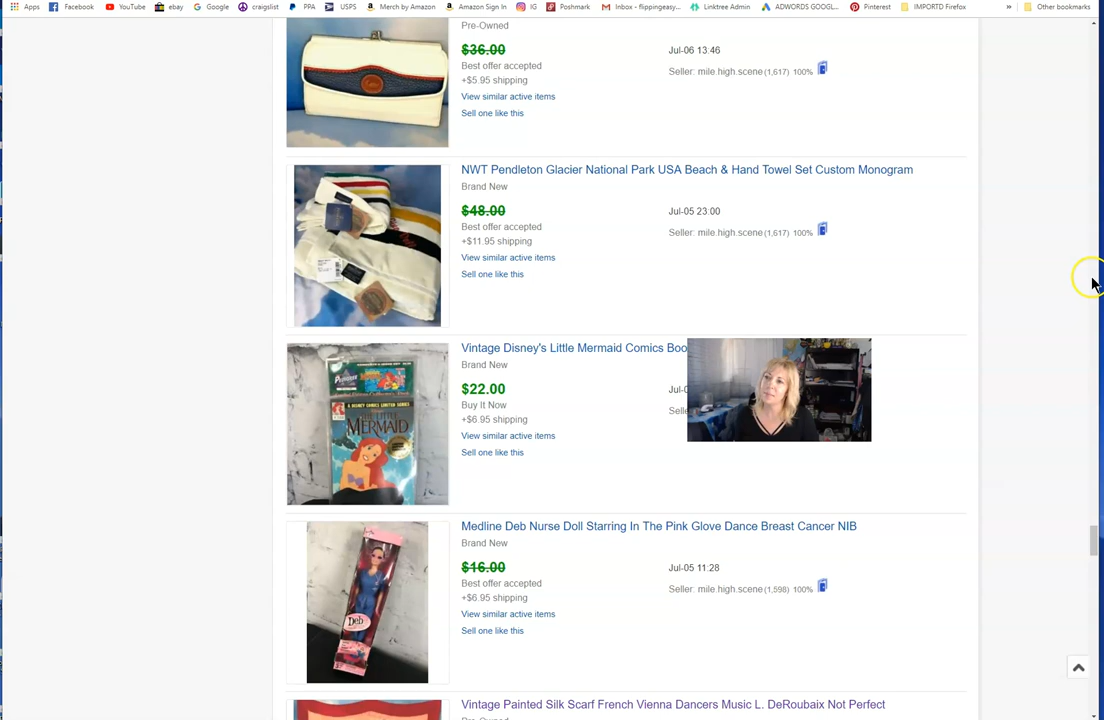 Apps Facebook YouTube ebay Google craigslist PPA USPS Merch by Amazon Amazon Sign In IG Poshmark Inbox - flippingeasy... Linktree Admin ADWORDS GOOGL... Pinterest IMPORTD Firefox » Other bookmarks
Pre-Owned
$36.00
Best offer accepted
+$5.95 shipping
View similar active items
Sell one like this
Jul-06 13:46
Seller: mile.high.scene (1,617) 100%
NWT Pendleton Glacier National Park USA Beach & Hand Towel Set Custom Monogram
Brand New
$48.00
Best offer accepted
+$11.95 shipping
View similar active items
Sell one like this
Jul-05 23:00
Seller: mile.high.scene (1,617) 100%
Vintage Disney's Little Mermaid Comics Boo
Brand New
$22.00
Buy It Now
+$6.95 shipping
View similar active items
Sell one like this
Jul-0
Selle
THE LITTLE
MERMAID
Medline Deb Nurse Doll Starring In The Pink Glove Dance Breast Cancer NIB
Brand New
$16.00
Best offer accepted
+$6.95 shipping
View similar active items
Sell one like this
Jul-05 11:28
Seller: mile.high.scene (1,598) 100%
Deb
Vintage Painted Silk Scarf French Vienna Dancers Music L. DeRoubaix Not Perfect
Pre-Owned